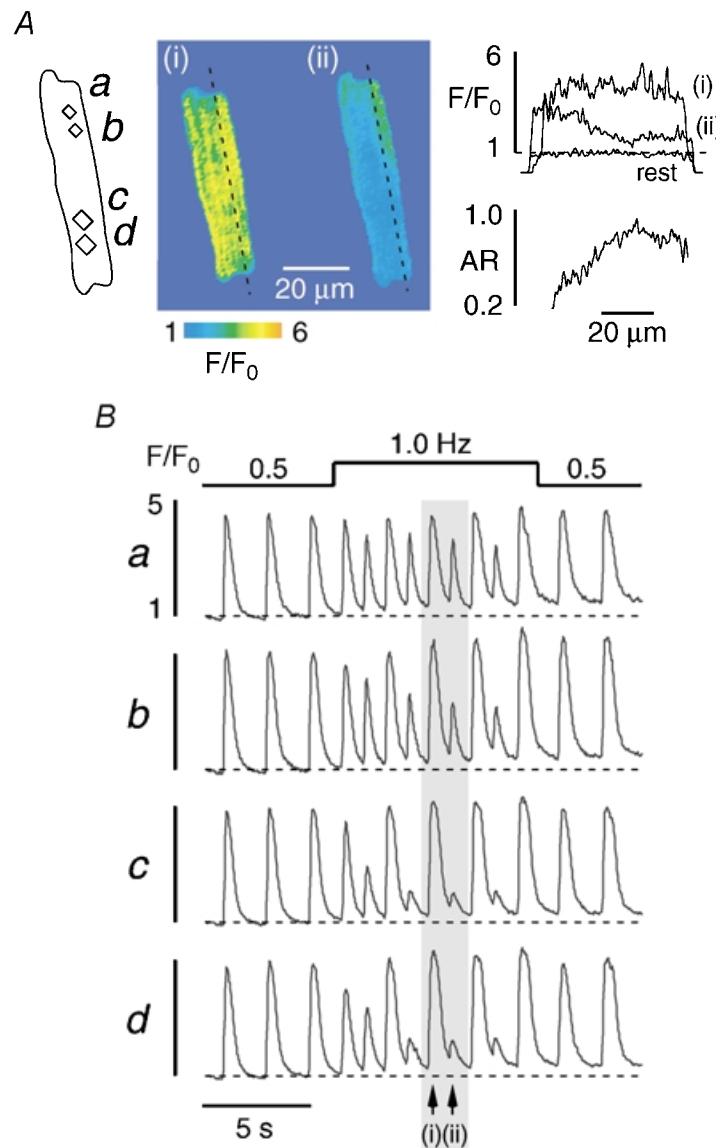 A
a
b
c
d
(i)
(ii)
20 μm
1
6
F/F0
6
F/F0
1
(i)
(ii)
rest
1.0
AR
0.2
20 μm
B
F/F0
0.5
1.0 Hz
0.5
5
a
1
b
c
d
5 s
(i)(ii)